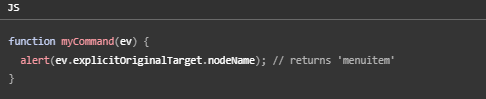 JS
function myCommand(ev) {
  alert(ev.explicitOriginalTarget.nodeName); // returns 'menuitem'
}